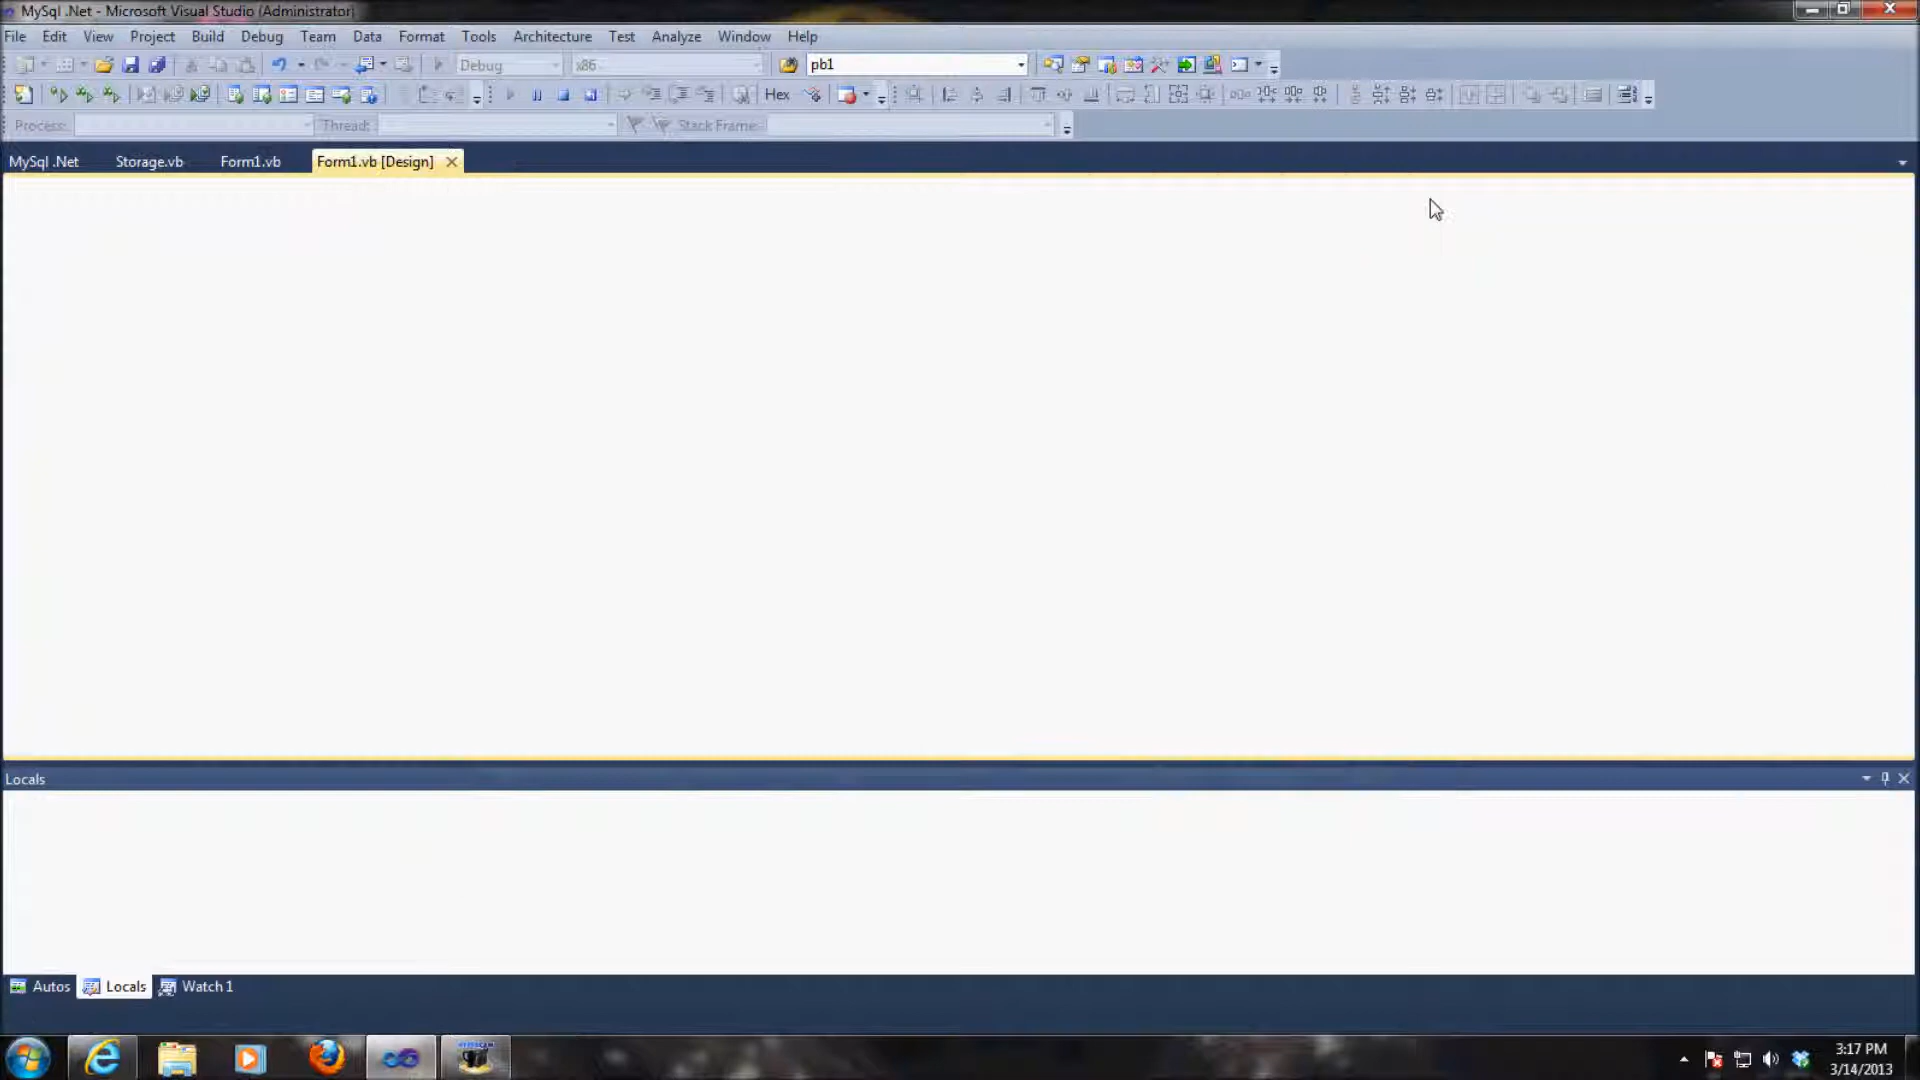 MySql .Net - Microsoft Visual Studio (Administrator)
File Edit View Project Build Debug Team Data Format Tools Architecture Test Analyze Window Help
Debug x86 pb1
Hex
Process: Thread: Stack Frame:
MySql .Net Storage.vb Form1.vb Form1.vb [Design]
Locals
Autos Locals Watch 1
3:17 PM
3/14/2013